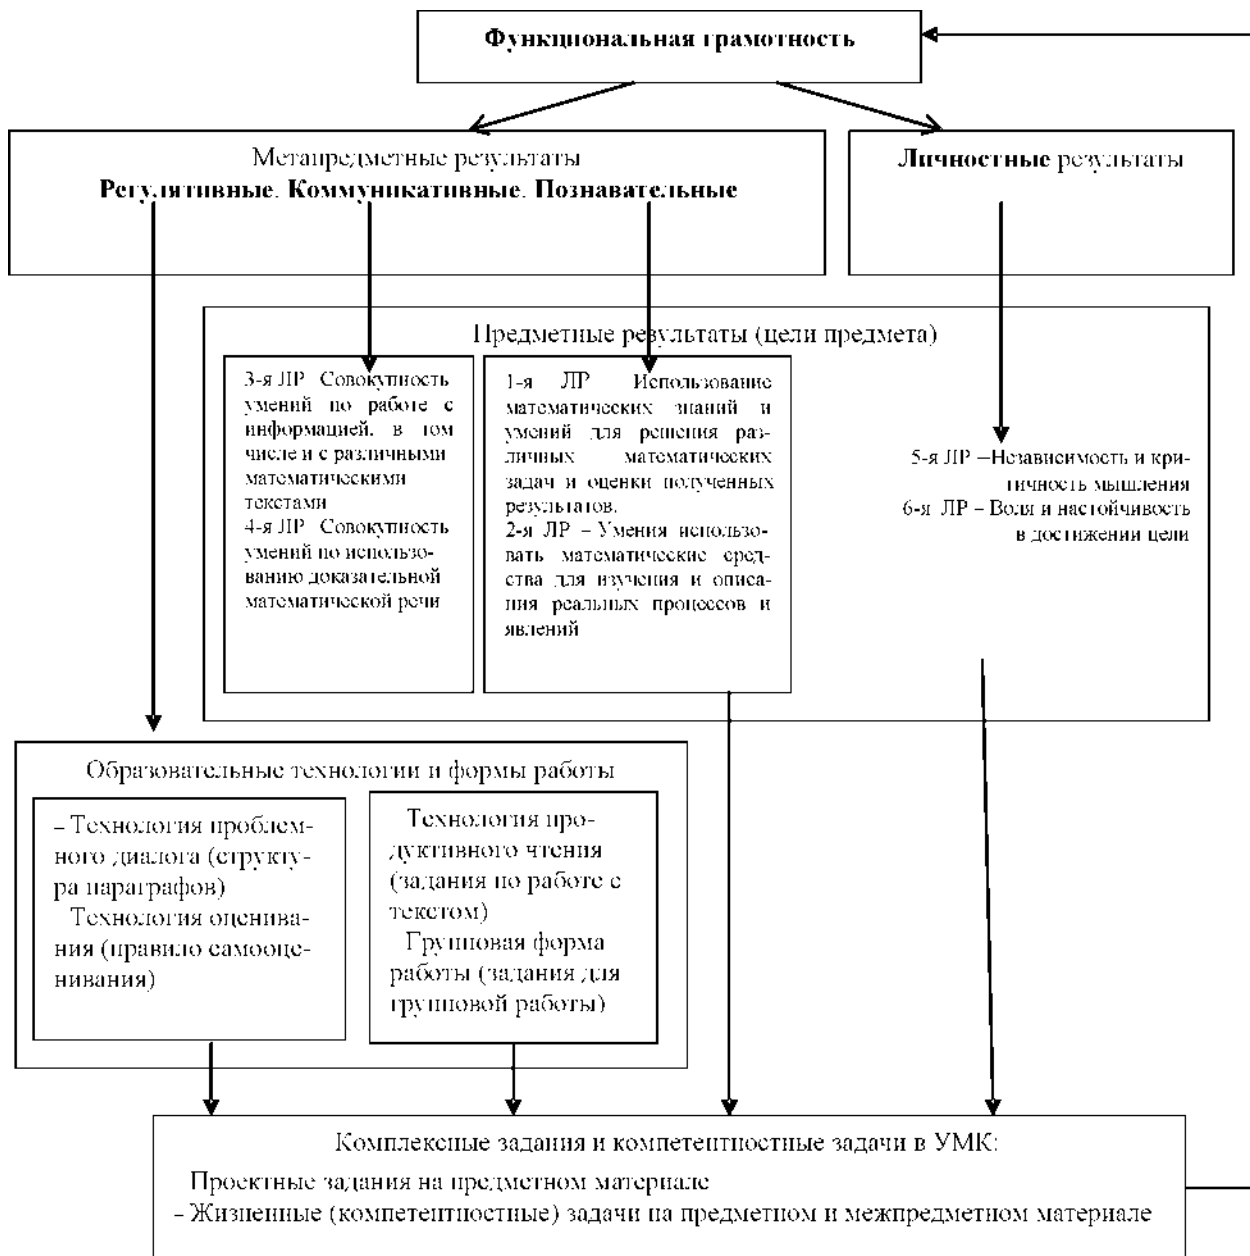 Функциональная грамотность
Метапредметные результаты
Регулятивные. Коммуникативные. Познавательные
Личностные результаты
Предметные результаты (цели предмета)
3-я ЛР Совокупность
умений по работе с
информацией. в том
числе и с различными
математическими
текстами
4-я ЛР Совокупность
умений по использо-
ванию доказательной
математической речи
1-я ЛР Использование
математических знаний и
умений для решения раз-
личных математических
задач и оценки полученных
результатов.
2-я ЛР – Умения использо-
вать математические сред-
ства для изучения и описа-
ния реальных процессов и
явлений
5-я ЛР –Независимость и кри-
тичность мышления
6-я ЛР – Воля и настойчивость
в достижении цели
Образовательные технологии и формы работы
– Технология проблем-
ного диалога (структу-
ра параграфов)
Технология оценива-
ния (правило самооце-
нивания)
Технология про-
дуктивного чтения
(задания по работе с
текстом)
Групповая форма
работы (задания для
групповой работы)
Комплексные задания и компетентностные задачи в УМК:
Проектные задания на предметном материале
– Жизненные (компетентностные) задачи на предметном и межпредметном материале